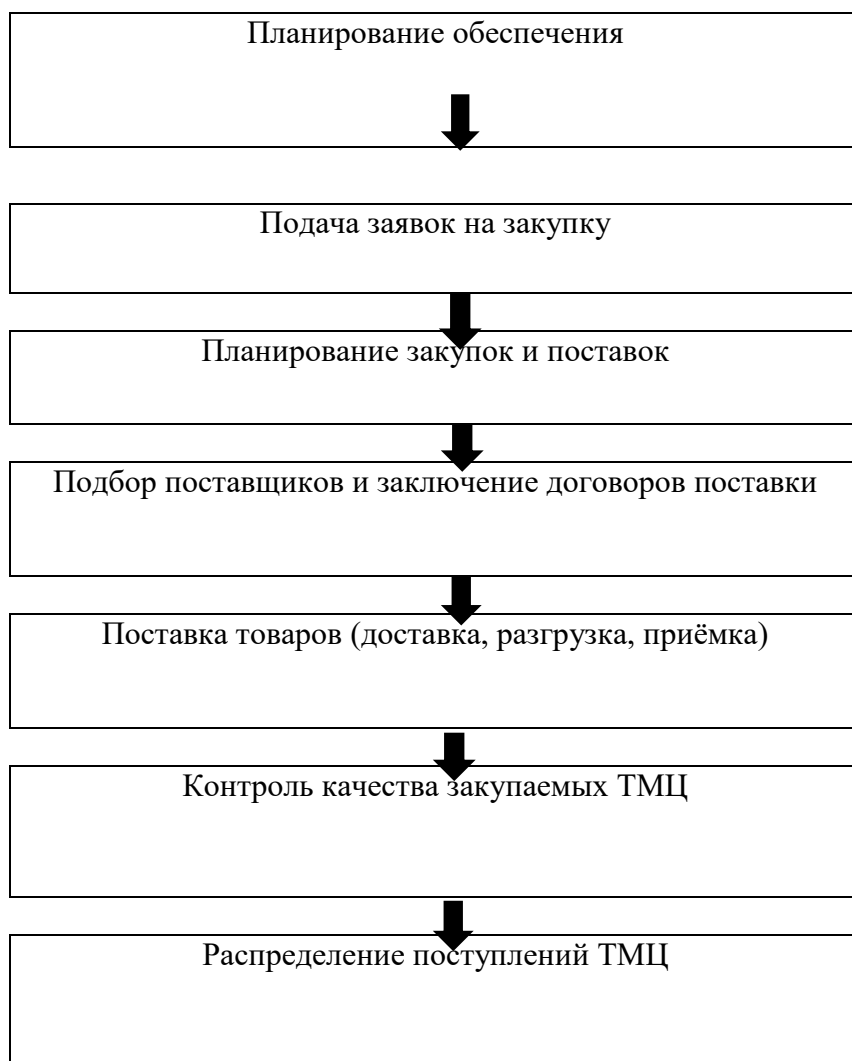 Планирование обеспечения
Подача заявок на закупку
Планирование закупок и поставок
Подбор поставщиков и заключение договоров поставки
Поставка товаров (доставка, разгрузка, приёмка)
Контроль качества закупаемых ТМЦ
Распределение поступлений ТМЦ